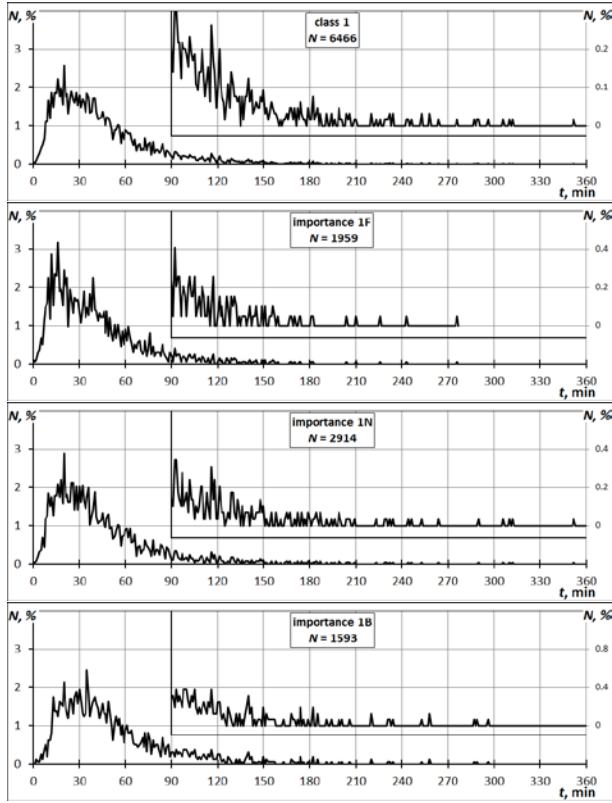 N, % class 1 N, %
N = 6466
3 0.2
2 0.1
1 0
0
0 30 60 90 120 150 180 210 240 270 300 330 360
t, min
N, % importance 1F N, %
N = 1959
3 0.4
2 0.2
1 0
0
0 30 60 90 120 150 180 210 240 270 300 330 360
t, min
N, % importance 1N N, %
N = 2914
3 0.4
2 0.2
1 0
0
0 30 60 90 120 150 180 210 240 270 300 330 360
t, min
N, % importance 1B N, %
N = 1593
3 0.8
2 0.4
1 0
0
0 30 60 90 120 150 180 210 240 270 300 330 360
t, min